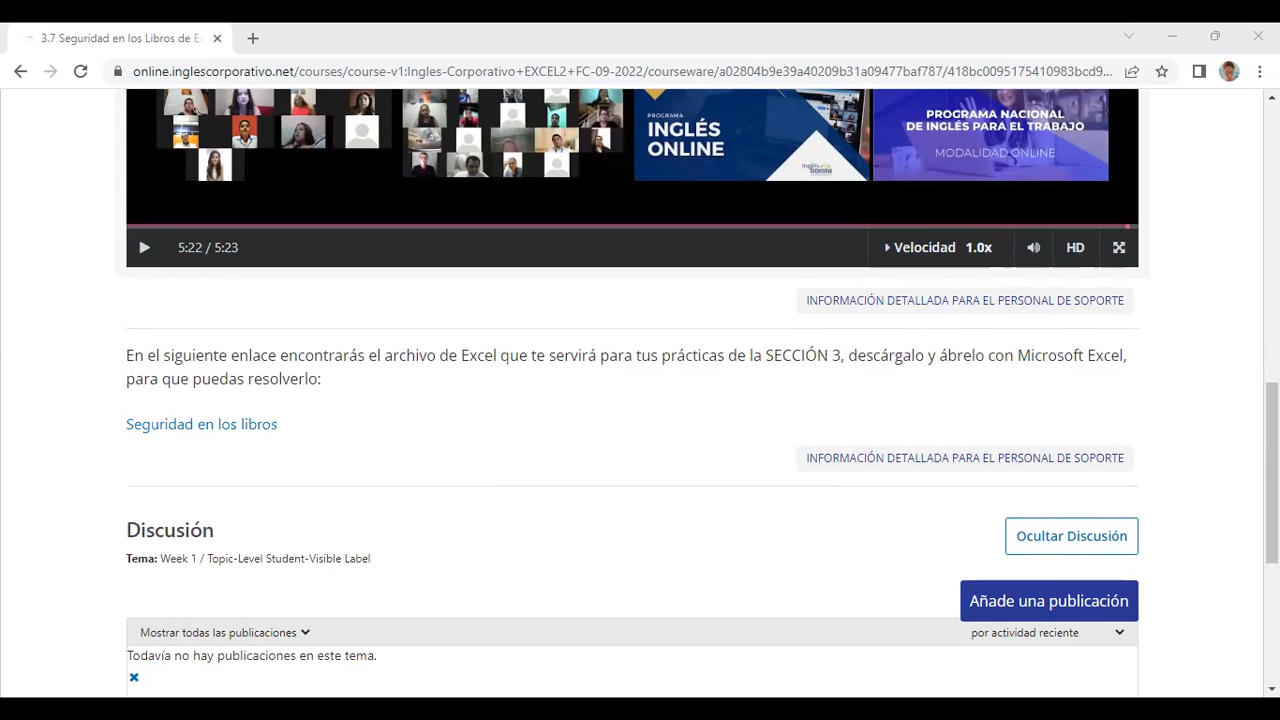 3.7 Seguridad en los Libros de E
online.inglescorporativo.net/courses/course-v1:Ingles-Corporativo+EXCEL2+FC-09-2022/courseware/a028f4b9e39a40209b31a09477baf787/418bc0095175410983bcd9...
PROGRAMA
INGLÉS
ONLINE
PROGRAMA NACIONAL
DE INGLÉS PARA EL TRABAJO
MODALIDAD ONLINE
5:22 / 5:23
Velocidad 1.0x
HD
INFORMACIÓN DETALLADA PARA EL PERSONAL DE SOPORTE
En el siguiente enlace encontrarás el archivo de Excel que te servirá para tus prácticas de la SECCIÓN 3, descárgalo y ábrelo con Microsoft Excel,
para que puedas resolverlo:
Seguridad en los libros
INFORMACIÓN DETALLADA PARA EL PERSONAL DE SOPORTE
Discusión
Ocultar Discusión
Tema: Week 1 / Topic-Level Student-Visible Label
Añade una publicación
Mostrar todas las publicaciones
por actividad reciente
Todavía no hay publicaciones en este tema.